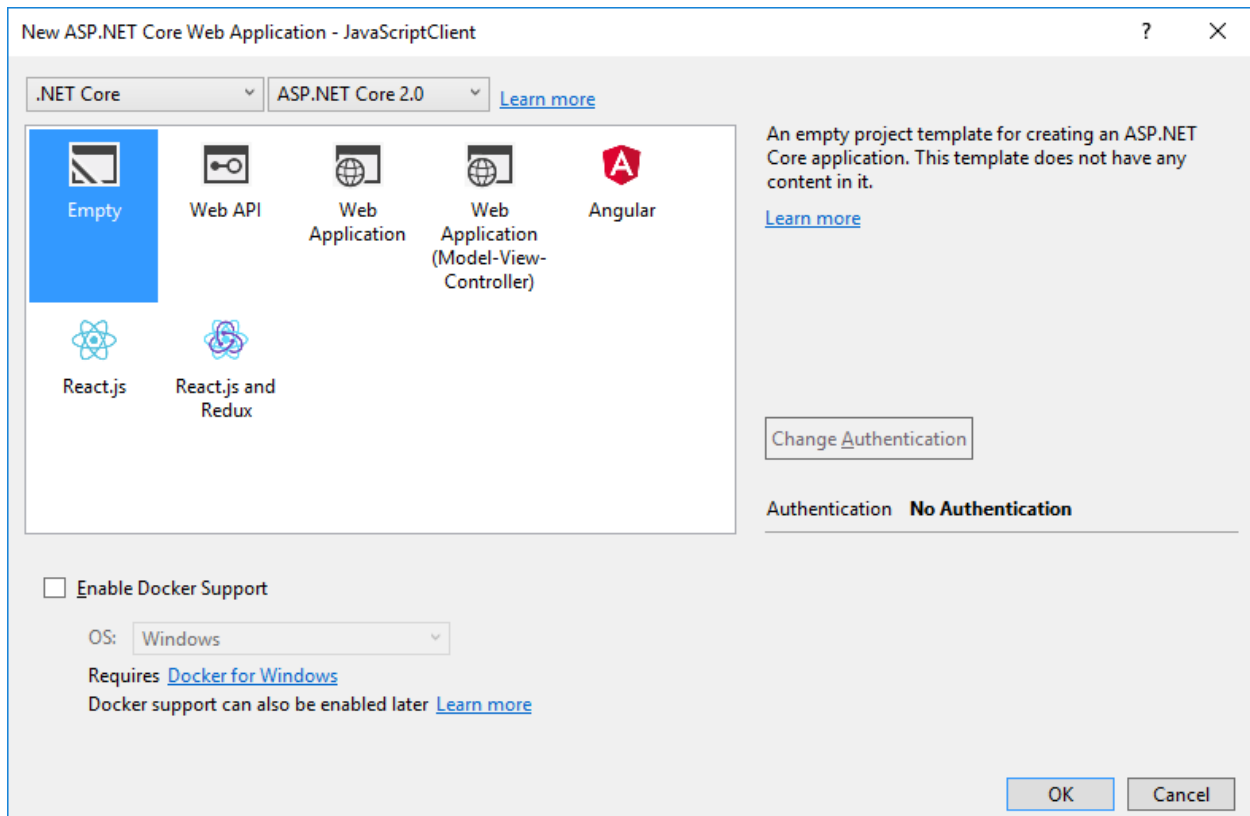 New ASP.NET Core Web Application - JavaScriptClient
?
.NET Core
ASP.NET Core 2.0
Learn more
Empty
Web API
Web
Application
Web
Application
(Model-View-
Controller)
Angular
React.js
React.js and
Redux
An empty project template for creating an ASP.NET
Core application. This template does not have any
content in it.
Learn more
Change Authentication
Authentication No Authentication
Enable Docker Support
OS: Windows
Requires Docker for Windows
Docker support can also be enabled later Learn more
OK
Cancel